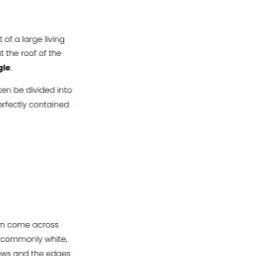 t of a large living
t the roof of the
gle.
en be divided into
erfectly contained
n come across
commonly white,
ws and the edges